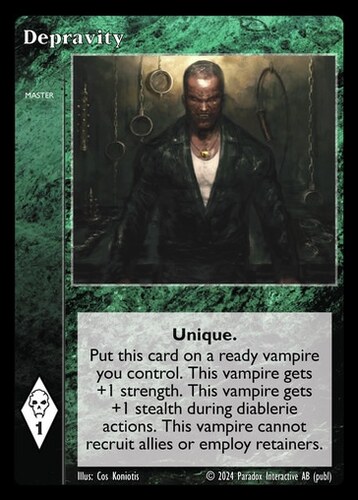 Depravity
MASTER
Unique.
Put this card on a ready vampire
you control. This vampire gets
+1 strength. This vampire gets
+1 stealth during diablerie
actions. This vampire cannot
recruit allies or employ retainers.
1
Illus: Cos Koniotis © 2024 Paradox Interactive AB (publ)